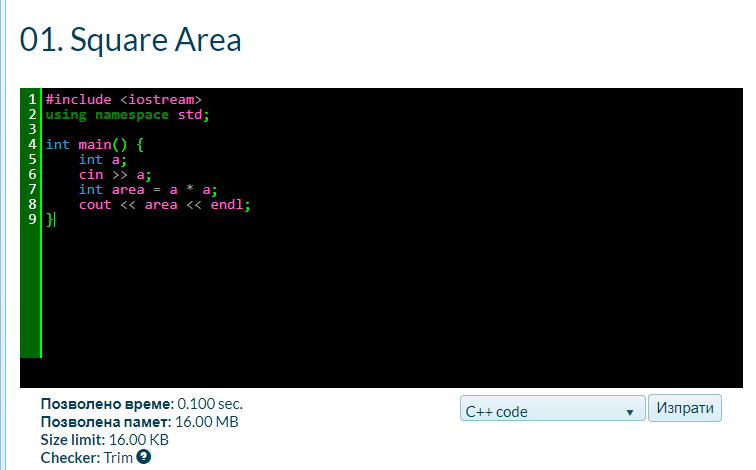 01. Square Area
1 #include <iostream>
2 using namespace std;
3
4 int main() {
5     int a;
6     cin >> a;
7     int area = a * a;
8     cout << area << endl;
9 }
Позволено време: 0.100 sec.
Позволена памет: 16.00 MB
Size limit: 16.00 KB
Checker: Trim ?
C++ code
Изпрати